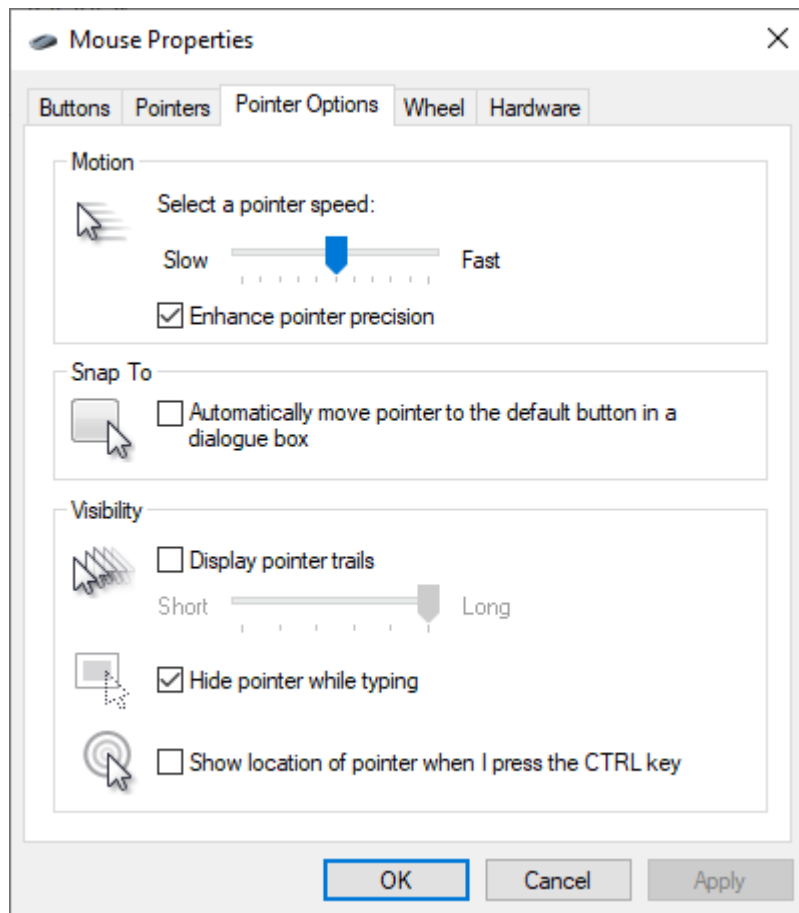 Mouse Properties
Buttons Pointers Pointer Options Wheel Hardware
Motion
Select a pointer speed:
Slow Fast
Enhance pointer precision
Snap To
Automatically move pointer to the default button in a
dialogue box
Visibility
Display pointer trails
Short Long
Hide pointer while typing
Show location of pointer when I press the CTRL key
OK Cancel Apply